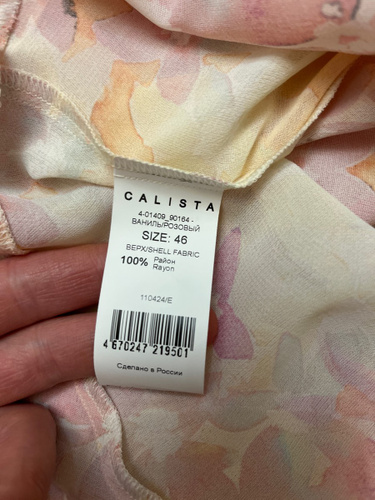 CALISTA
4-01409_90164 -
ВАНИЛЬ/РОЗОВЫЙ
SIZE: 46
ВЕРХ/SHELL FABRIC
100% Район
Rayon
110424/E
4 670247 219501
Сделано в России